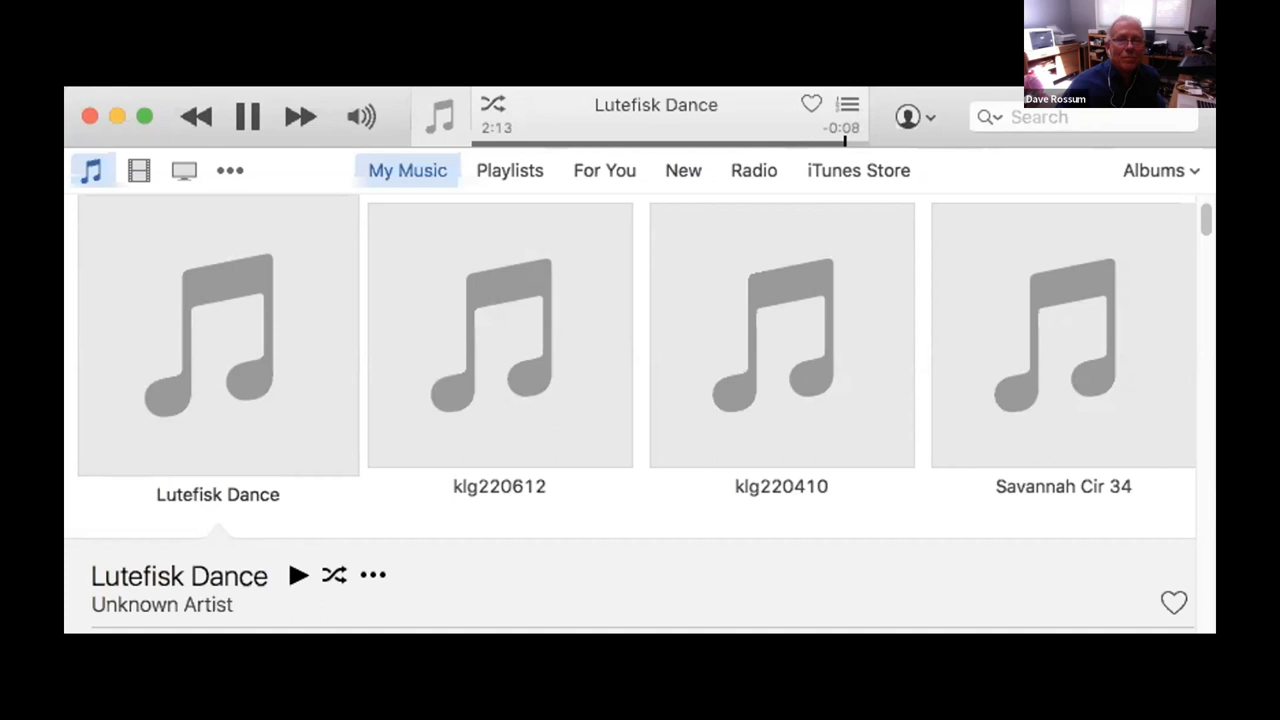 Dave Rossum
Lutefisk Dance
2:13
-0:08
Search
My Music
Playlists
For You
New
Radio
iTunes Store
Albums
Lutefisk Dance
klg220612
klg220410
Savannah Cir 34
Lutefisk Dance
Unknown Artist